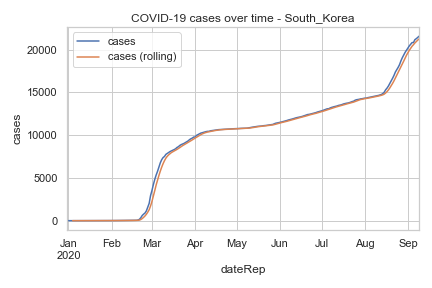 COVID-19 cases over time - South_Korea
cases
cases (rolling)
cases
20000
15000
10000
5000
0
Jan Feb Mar Apr May Jun Jul Aug Sep
2020
dateRep